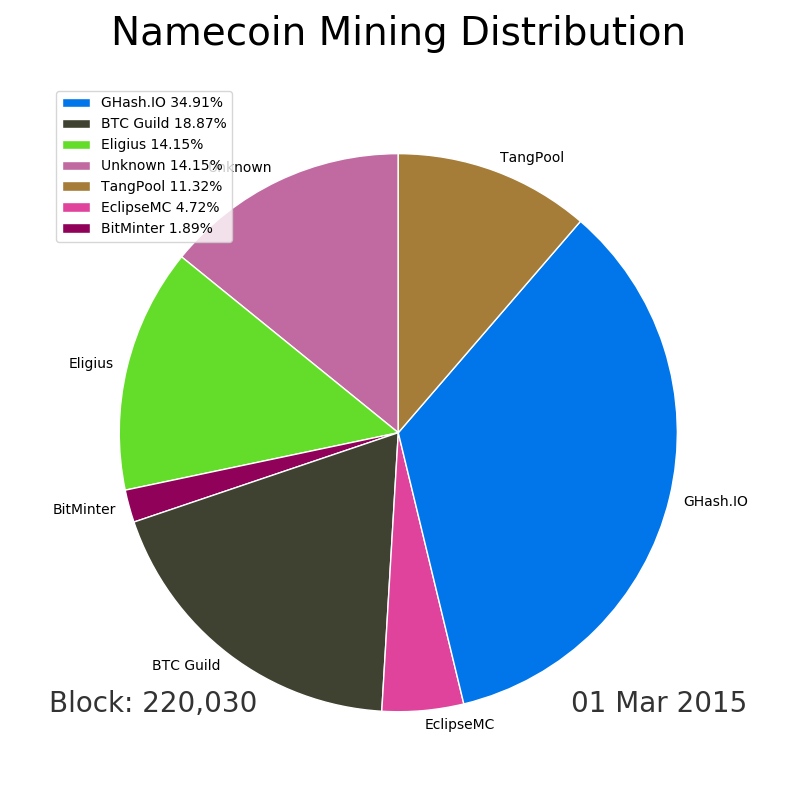 Namecoin Mining Distribution
GHash.IO 34.91%
BTC Guild 18.87%
Eligius 14.15%
Unknown 14.15%
TangPool 11.32%
EclipseMC 4.72%
BitMinter 1.89%
Unknown
TangPool
Eligius
GHash.IO
BitMinter
BTC Guild
EclipseMC
Block: 220,030
01 Mar 2015